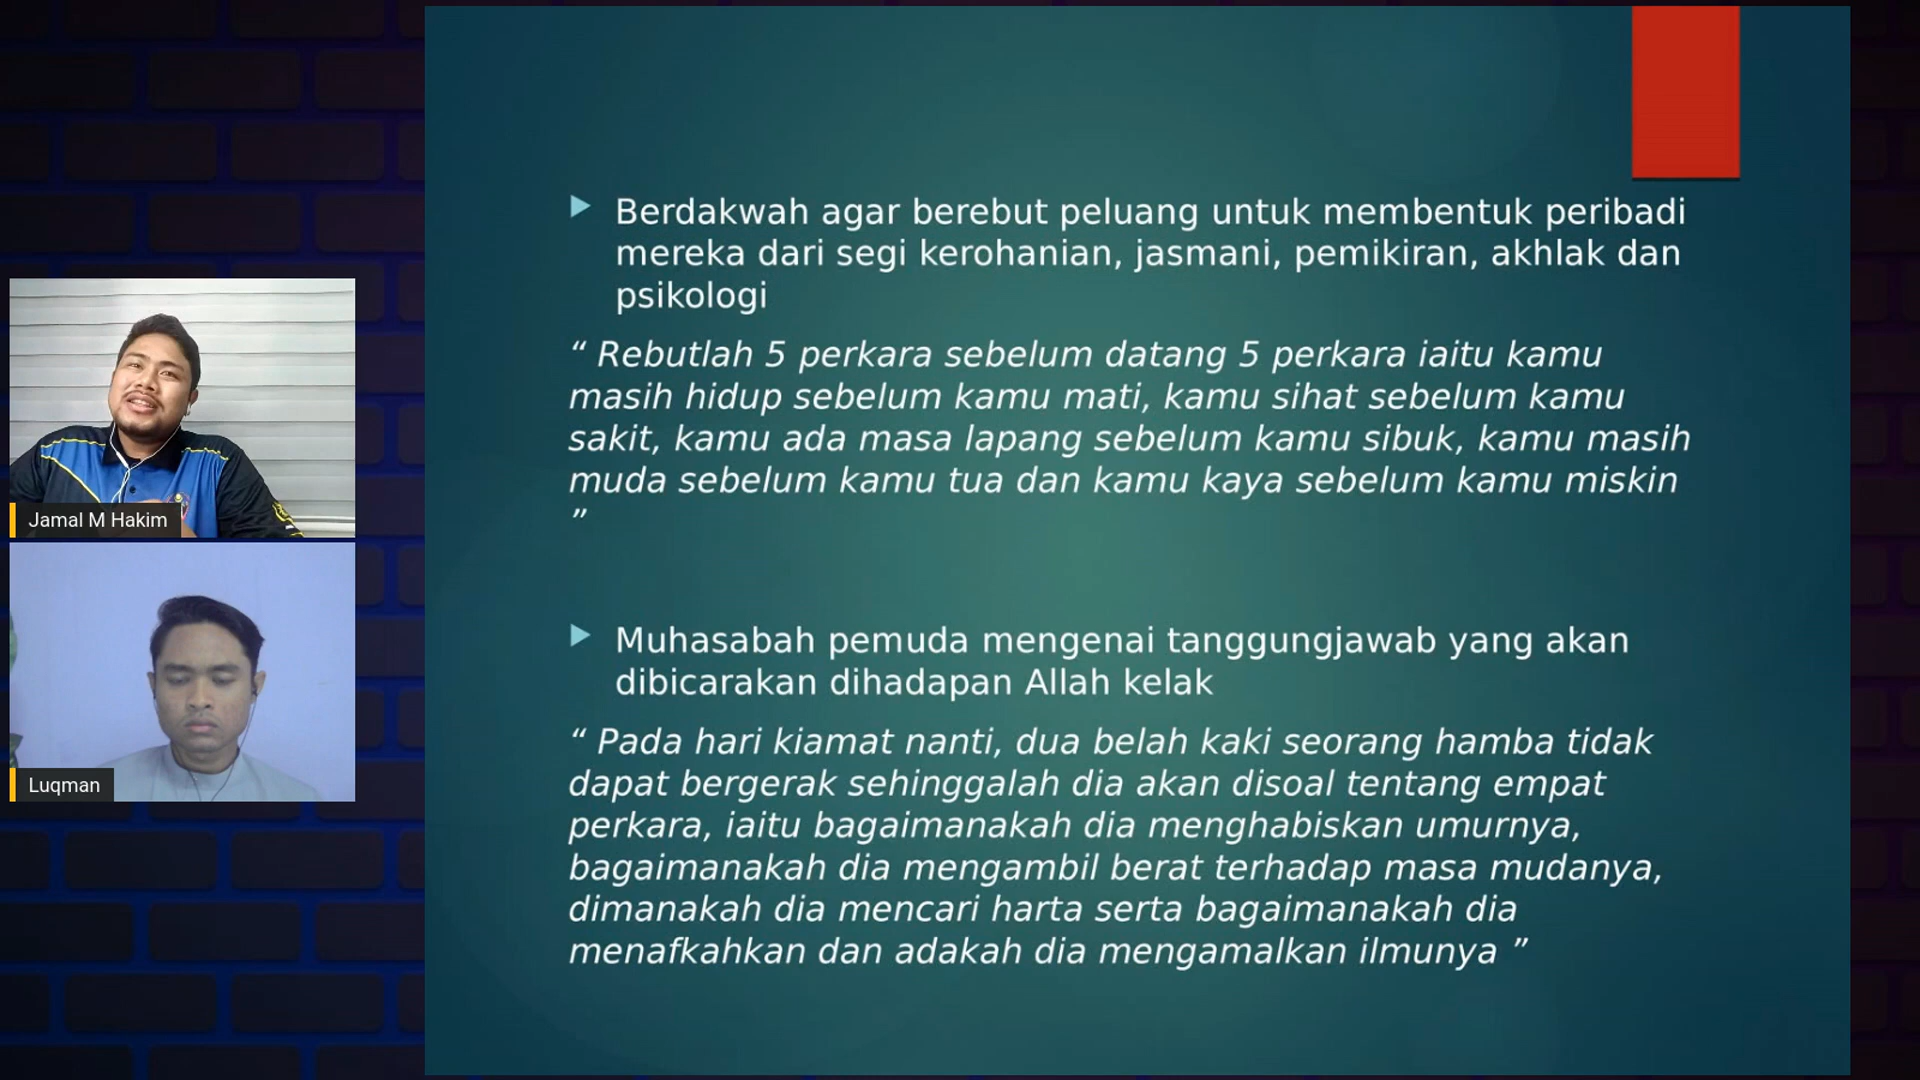 Berdakwah agar berebut peluang untuk membentuk peribadi
mereka dari segi kerohanian, jasmani, pemikiran, akhlak dan
psikologi
“ Rebutlah 5 perkara sebelum datang 5 perkara iaitu kamu
masih hidup sebelum kamu mati, kamu sihat sebelum kamu
sakit, kamu ada masa lapang sebelum kamu sibuk, kamu masih
muda sebelum kamu tua dan kamu kaya sebelum kamu miskin
”
Muhasabah pemuda mengenai tanggungjawab yang akan
dibicarakan dihadapan Allah kelak
“ Pada hari kiamat nanti, dua belah kaki seorang hamba tidak
dapat bergerak sehinggalah dia akan disoal tentang empat
perkara, iaitu bagaimanakah dia menghabiskan umurnya,
bagaimanakah dia mengambil berat terhadap masa mudanya,
dimanakah dia mencari harta serta bagaimanakah dia
menafkahkan dan adakah dia mengamalkan ilmunya ”
Jamal M Hakim
Luqman